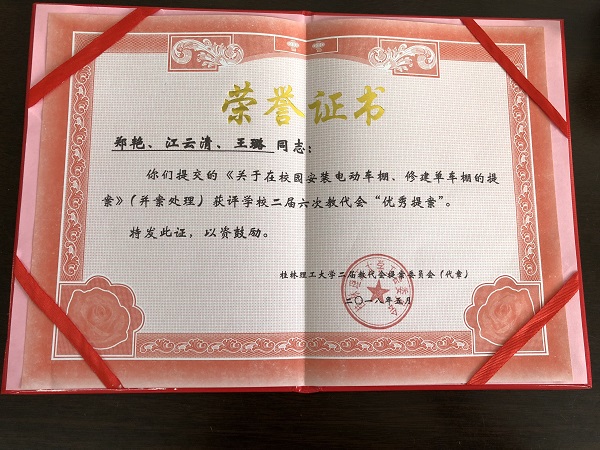 荣誉证书
郑艳、江云清、王璐 同志：
你们提交的《关于在校园安装电动车棚、修建单车棚的提
案》（并案处理）获评学校二届六次教代会“优秀提案”。
特发此证，以资鼓励。
桂林理工大学二届教代会提案委员会（代章）
二〇一八年五月